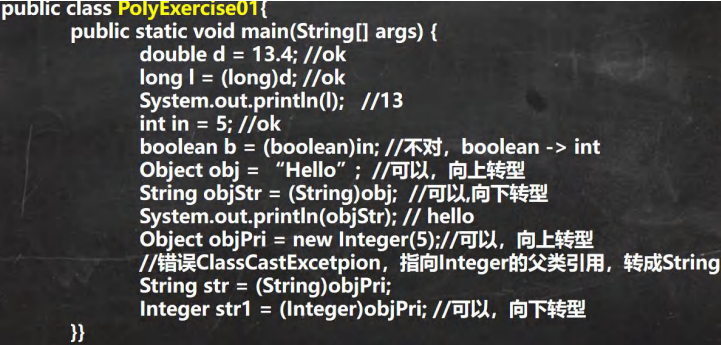 public class PolyExercise01{
public static void main(String[] args) {
double d = 13.4; //ok
long l = (long)d; //ok
System.out.println(l); //13
int in = 5; //ok
boolean b = (boolean)in; //不对，boolean -> int
Object obj = “Hello”; //可以，向上转型
String objStr = (String)obj; //可以,向下转型
System.out.println(objStr); // hello
Object objPri = new Integer(5);//可以，向上转型
//错误ClassCastExcetpion，指向Integer的父类引用，转成String
String str = (String)objPri;
Integer str1 = (Integer)objPri; //可以，向下转型
}}